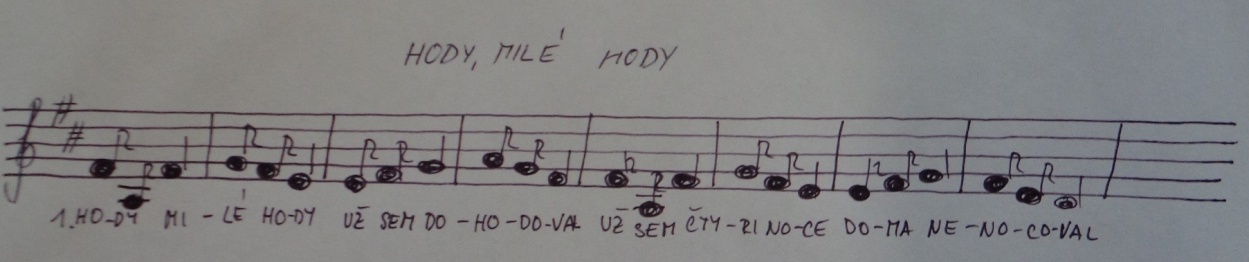 HODY, MILÉ HODY
1. HO-DY MI-LÉ HO-DY UŽ SEM DO-HO-DO-VAL UŽ SEM ČTY-RI NO-CE DO-MA NE-NO-CO-VAL